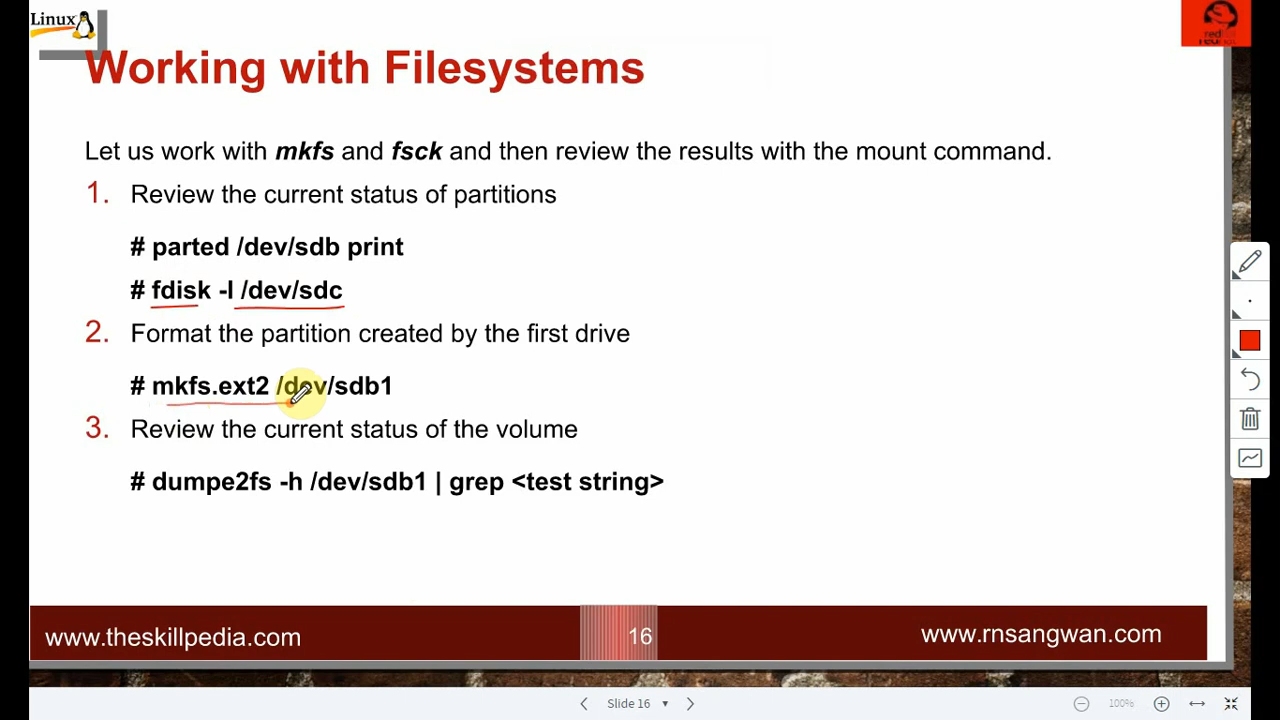 Linux
Working with Filesystems
Let us work with mkfs and fsck and then review the results with the mount command.
1. Review the current status of partitions
# parted /dev/sdb print
# fdisk -l /dev/sdc
2. Format the partition created by the first drive
# mkfs.ext2 /dev/sdb1
3. Review the current status of the volume
# dumpe2fs -h /dev/sdb1 | grep <test string>
www.theskillpedia.com
16
www.rnsangwan.com
Slide 16
100%